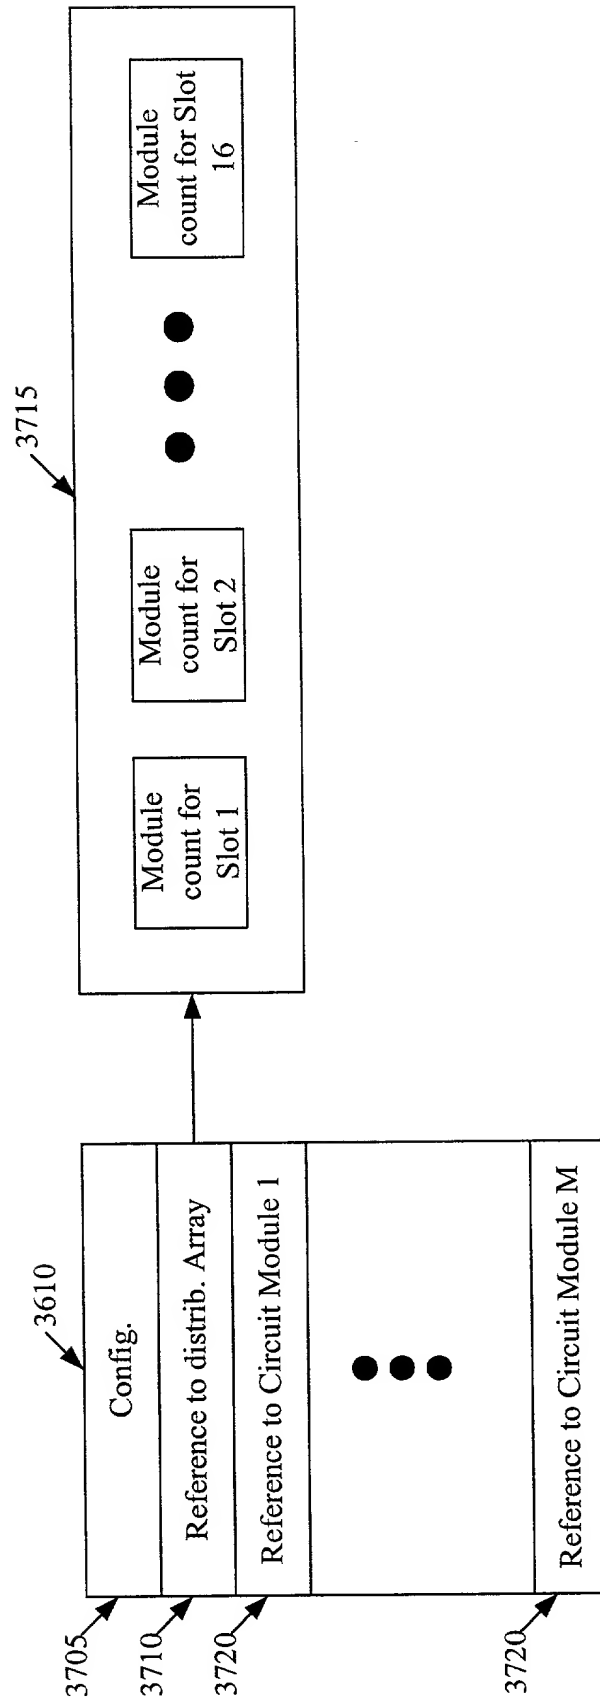 3610
3705
Config.
3710
Reference to distrib. Array
3720
Reference to Circuit Module 1
3720
Reference to Circuit Module M
3715
Module
count for
Slot 1
Module
count for
Slot 2
Module
count for Slot
16